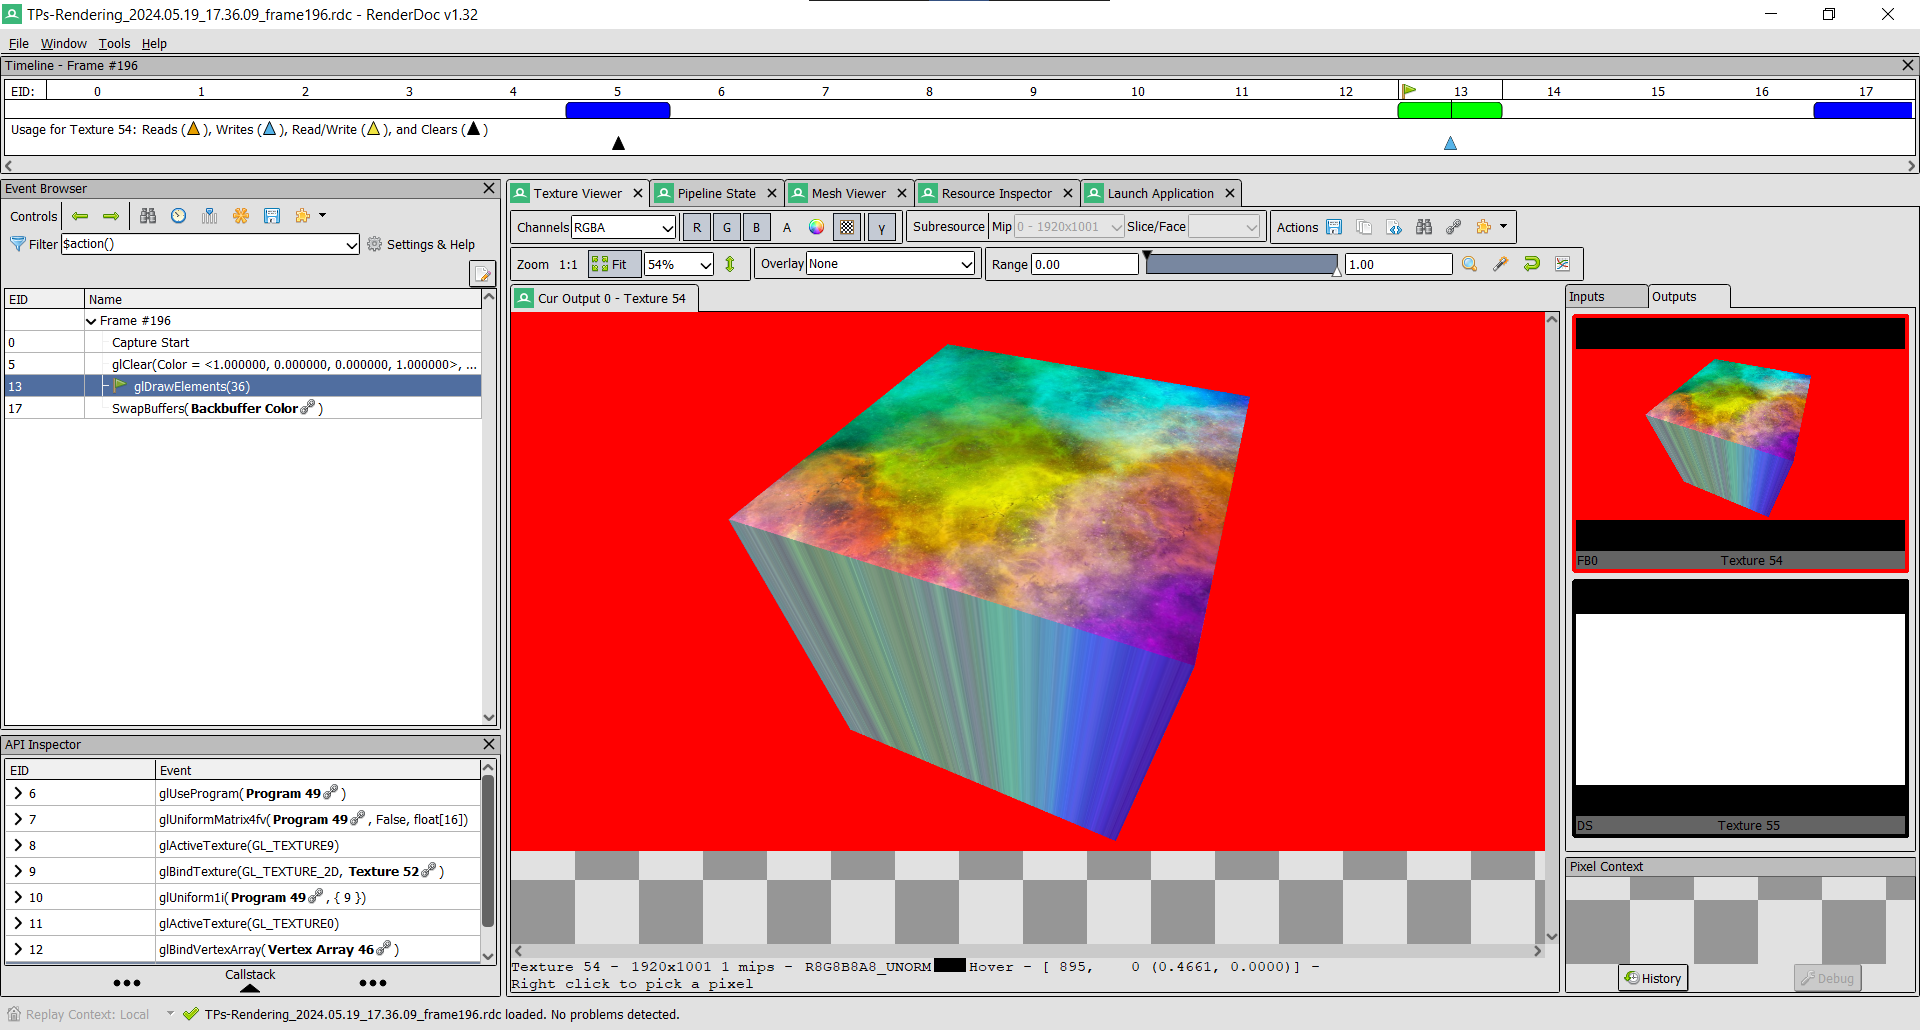 TPs-Rendering_2024.05.19_17.36.09_frame196.rdc - RenderDoc v1.32
File Window Tools Help
Timeline - Frame #196
EID: 0 1 2 3 4 5 6 7 8 9 10 11 12 13 14 15 16 17
Usage for Texture 54: Reads ( ), Writes ( ), Read/Write ( ), and Clears ( )
Event Browser
Controls
Filter $action() Settings & Help
EID Name
Frame #196
0 Capture Start
5 glClear(Color = <1.000000, 0.000000, 0.000000, 1.000000>, ...
13 glDrawElements(36)
17 SwapBuffers(Backbuffer Color )
API Inspector
EID Event
6 glUseProgram(Program 49 )
7 glUniformMatrix4fv(Program 49 , False, float[16])
8 glActiveTexture(GL_TEXTURE9)
9 glBindTexture(GL_TEXTURE_2D, Texture 52 )
10 glUniform1i(Program 49 , { 9 })
11 glActiveTexture(GL_TEXTURE0)
12 glBindVertexArray(Vertex Array 46 )
Callstack
Texture Viewer Pipeline State Mesh Viewer Resource Inspector Launch Application
Channels RGBA R G B A γ Subresource Mip 0 - 1920x1001 Slice/Face Actions
Zoom 1:1 Fit 54% Overlay None Range 0.00 1.00
Cur Output 0 - Texture 54
Texture 54 - 1920x1001 1 mips - R8G8B8A8_UNORM Hover - [ 895, 0 (0.4661, 0.0000)] -
Right click to pick a pixel
Inputs Outputs
FB0 Texture 54
DS Texture 55
Pixel Context
History Debug
Replay Context: Local TPs-Rendering_2024.05.19_17.36.09_frame196.rdc loaded. No problems detected.